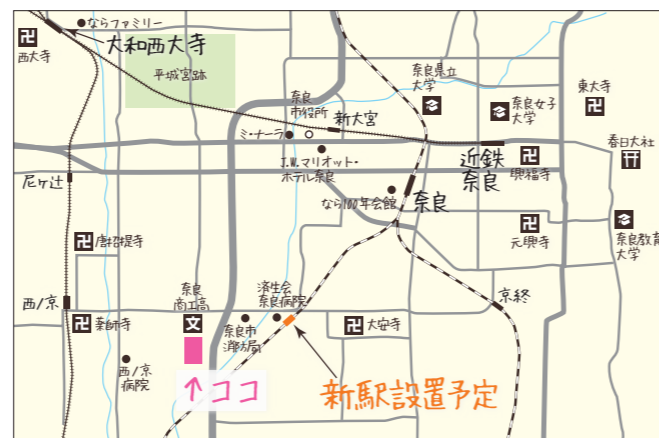 ならファミリー
西大寺
大和西大寺
平城宮跡
奈良県立
大学
奈良女子
大学
東大寺
奈良
市役所
新大宮
ミ・ナーラ
J.W.マリオット・
ホテル奈良
近鉄
奈良
興福寺
春日大社
尼ヶ辻
なら100年会館
奈良
唐招提寺
元興寺
奈良教育
大学
西ノ京
薬師寺
奈良
商工高
文
奈良市
消防局
済生会
奈良病院
大安寺
京終
西ノ京
病院
↑ココ
新駅設置予定